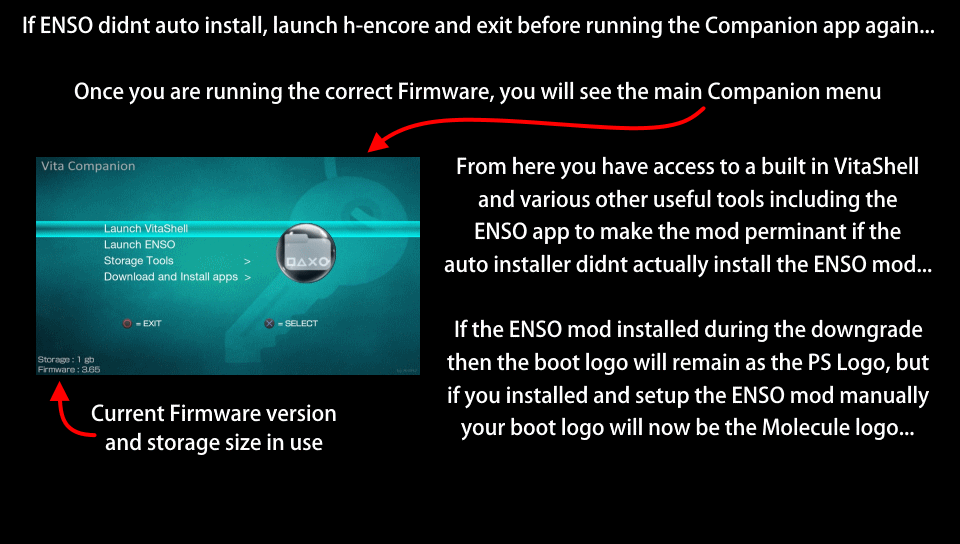 If ENSO didnt auto install, launch h-encore and exit before running the Companion app again...
Once you are running the correct Firmware, you will see the main Companion menu
Vita Companion
Launch VitaShell
Launch ENSO
Storage Tools >
Download and Install apps >
= EXIT
= SELECT
Storage : 1 gb
Firmware : 3.65
From here you have access to a built in VitaShell
and various other useful tools including the
ENSO app to make the mod perminant if the
auto installer didnt actually install the ENSO mod...
If the ENSO mod installed during the downgrade
then the boot logo will remain as the PS Logo, but
if you installed and setup the ENSO mod manually
your boot logo will now be the Molecule logo...
Current Firmware version
and storage size in use